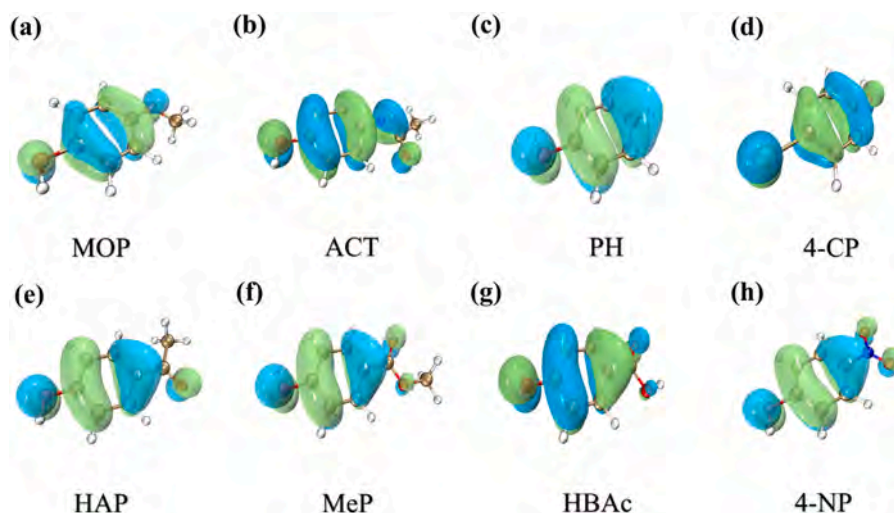 (a)
(b)
(c)
(d)
MOP
ACT
PH
4-CP
(e)
(f)
(g)
(h)
HAP
MeP
HBAc
4-NP